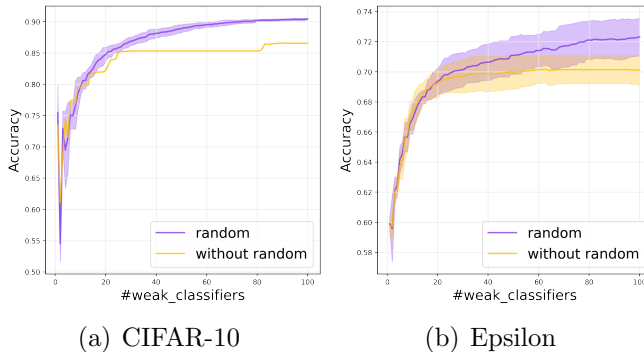 0.90
0.85
0.80
0.75
0.70
0.65
0.60
0.55
0.50
Accuracy
0 20 40 60 80 100
#weak_classifiers
random
without random
(a) CIFAR-10
0.74
0.72
0.70
0.68
0.66
0.64
0.62
0.60
0.58
Accuracy
0 20 40 60 80 100
#weak_classifiers
random
without random
(b) Epsilon